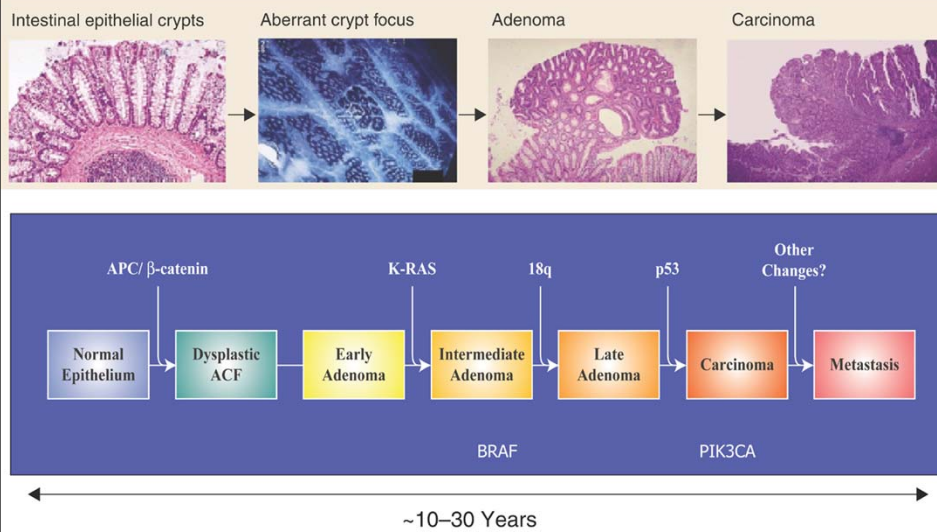 Intestinal epithelial crypts
Aberrant crypt focus
Adenoma
Carcinoma
APC/ β-catenin
K-RAS
18q
p53
Other
Changes?
Normal
Epithelium
Dysplastic
ACF
Early
Adenoma
Intermediate
Adenoma
Late
Adenoma
Carcinoma
Metastasis
BRAF
PIK3CA
~10–30 Years